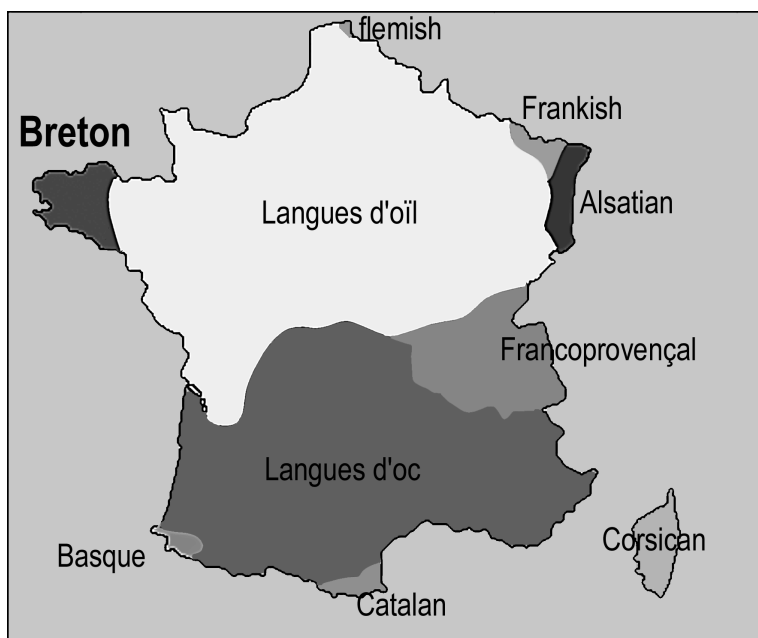 flemish
Frankish
Breton
Alsatian
Langues d'oïl
Francoprovençal
Langues d'oc
Corsican
Basque
Catalan